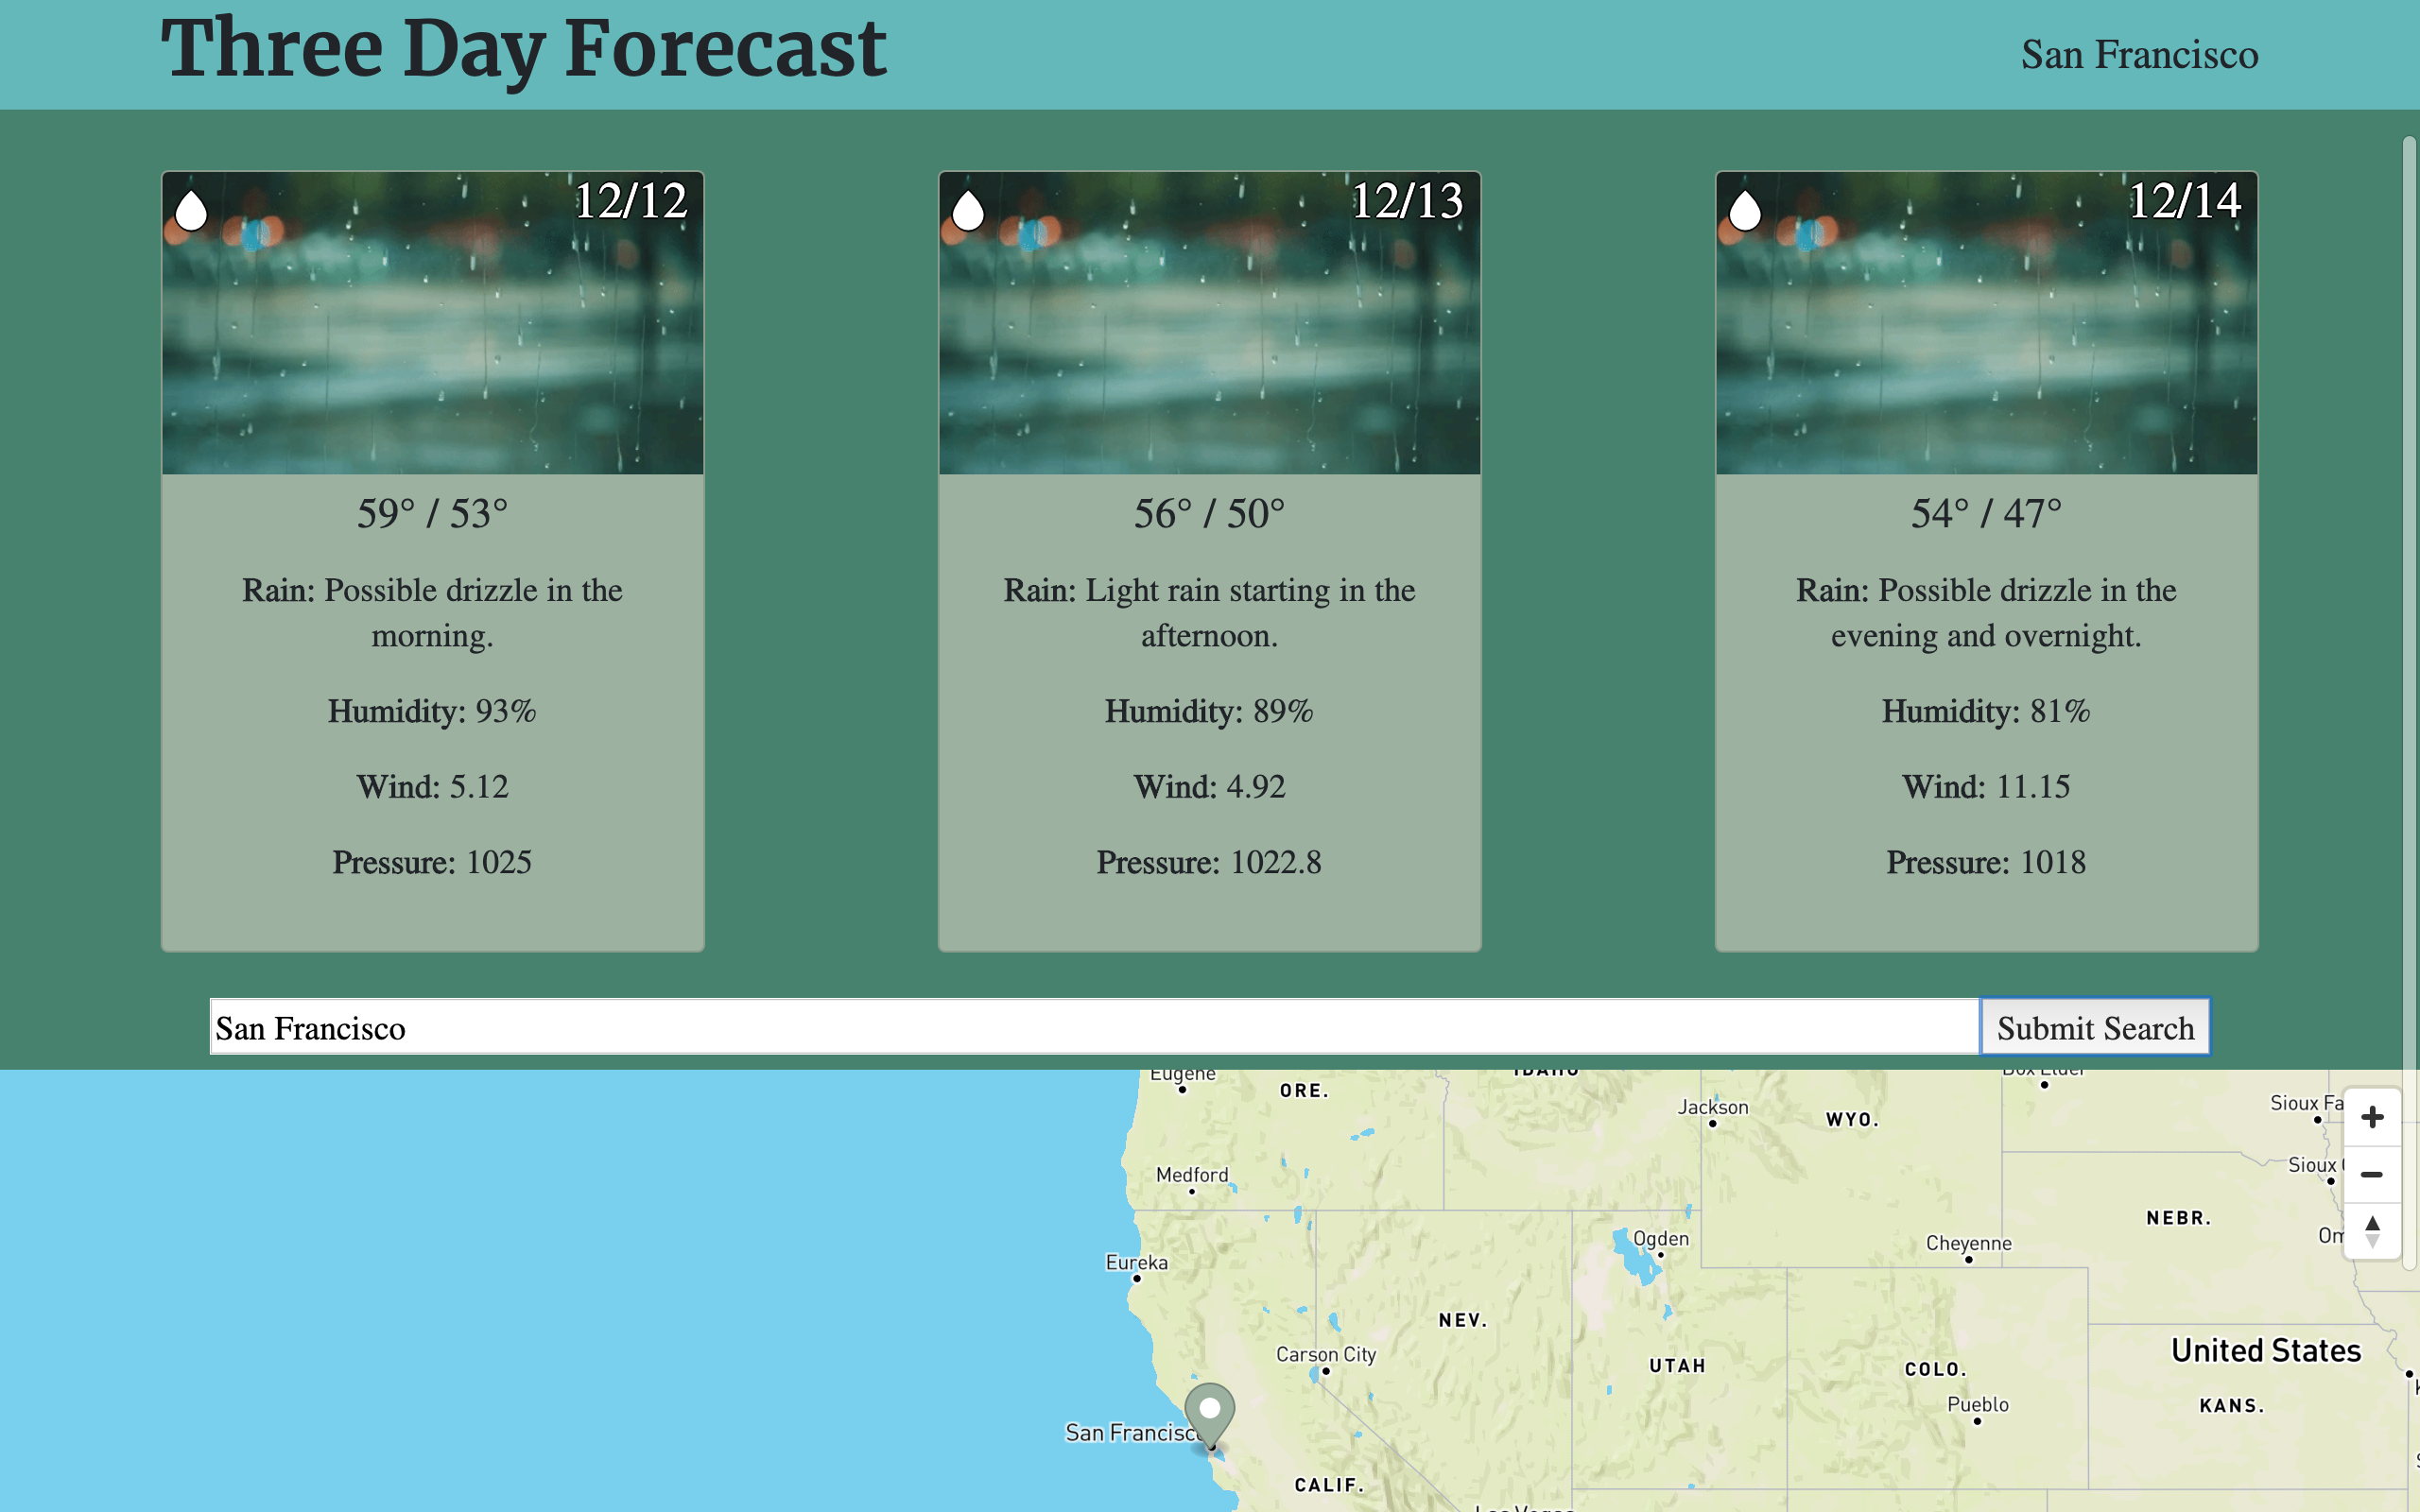 Three Day Forecast
San Francisco
12/12
59° / 53°
Rain: Possible drizzle in the
morning.
Humidity: 93%
Wind: 5.12
Pressure: 1025
12/13
56° / 50°
Rain: Light rain starting in the
afternoon.
Humidity: 89%
Wind: 4.92
Pressure: 1022.8
12/14
54° / 47°
Rain: Possible drizzle in the
evening and overnight.
Humidity: 81%
Wind: 11.15
Pressure: 1018
San Francisco
Submit Search
Eugene
ORE.
IDAHO
Box Elder
Jackson
WYO.
Sioux Fa
Medford
Sioux
NEBR.
Ogden
Cheyenne
Om
Eureka
NEV.
Carson City
UTAH
COLO.
United States
Pueblo
KANS.
San Francisco
CALIF.
Las Vegas